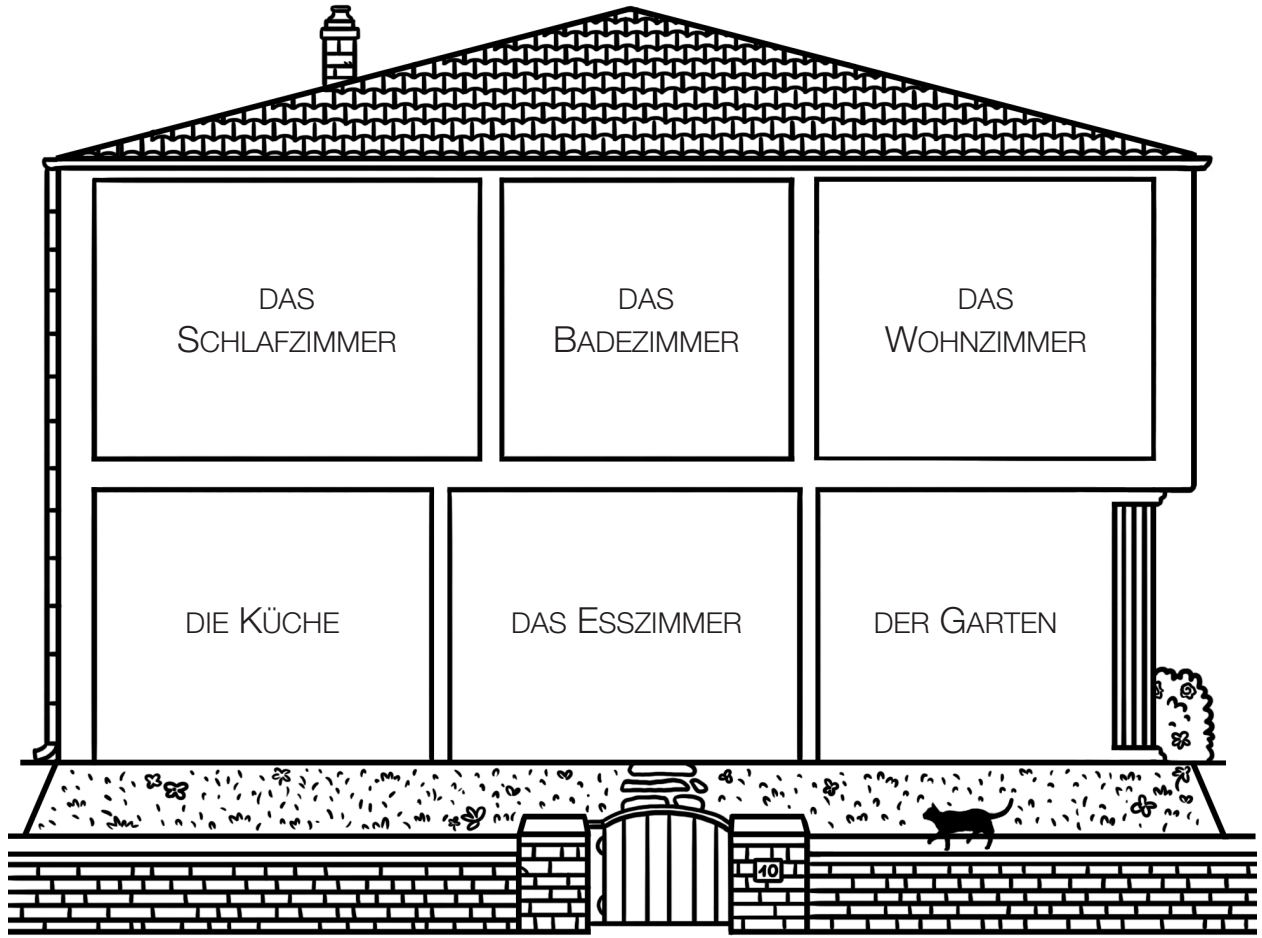 DAS
SCHLAFZIMMER
DAS
BADEZIMMER
DAS
WOHNZIMMER
DIE KÜCHE
DAS ESSZIMMER
DER GARTEN
10